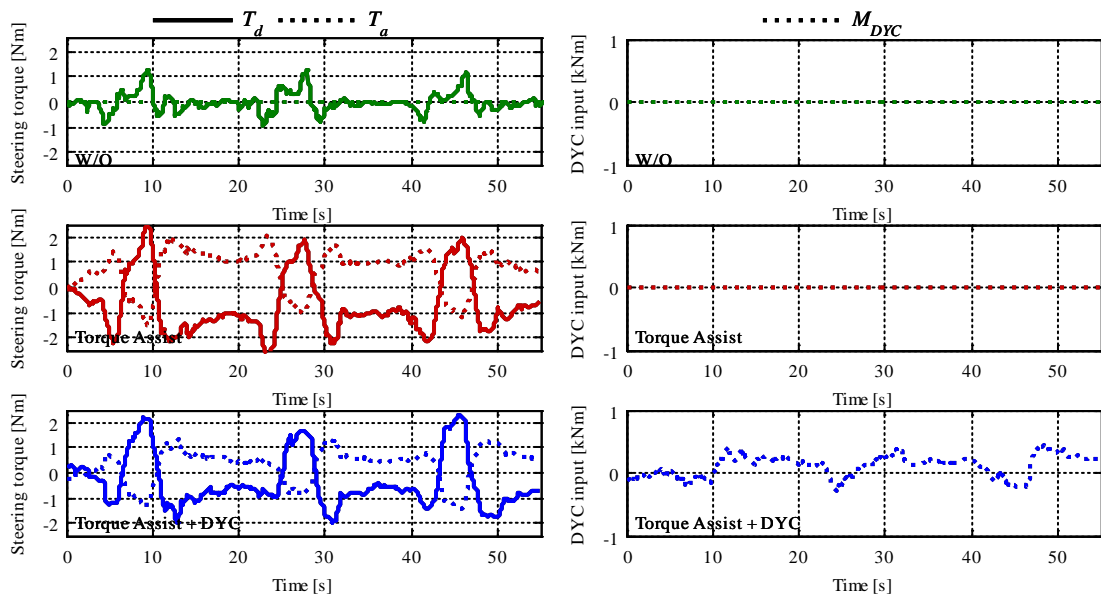 T_d T_a
M_DYC
Steering torque [Nm]
2
1
0
-1
-2
W/O
0 10 20 30 40 50
Time [s]
DYC input [kNm]
1
0
-1
W/O
0 10 20 30 40 50
Time [s]
Steering torque [Nm]
2
1
0
-1
-2
Torque Assist
0 10 20 30 40 50
Time [s]
DYC input [kNm]
1
0
-1
Torque Assist
0 10 20 30 40 50
Time [s]
Steering torque [Nm]
2
1
0
-1
-2
Torque Assist +DYC
0 10 20 30 40 50
Time [s]
DYC input [kNm]
1
0
-1
Torque Assist +DYC
0 10 20 30 40 50
Time [s]